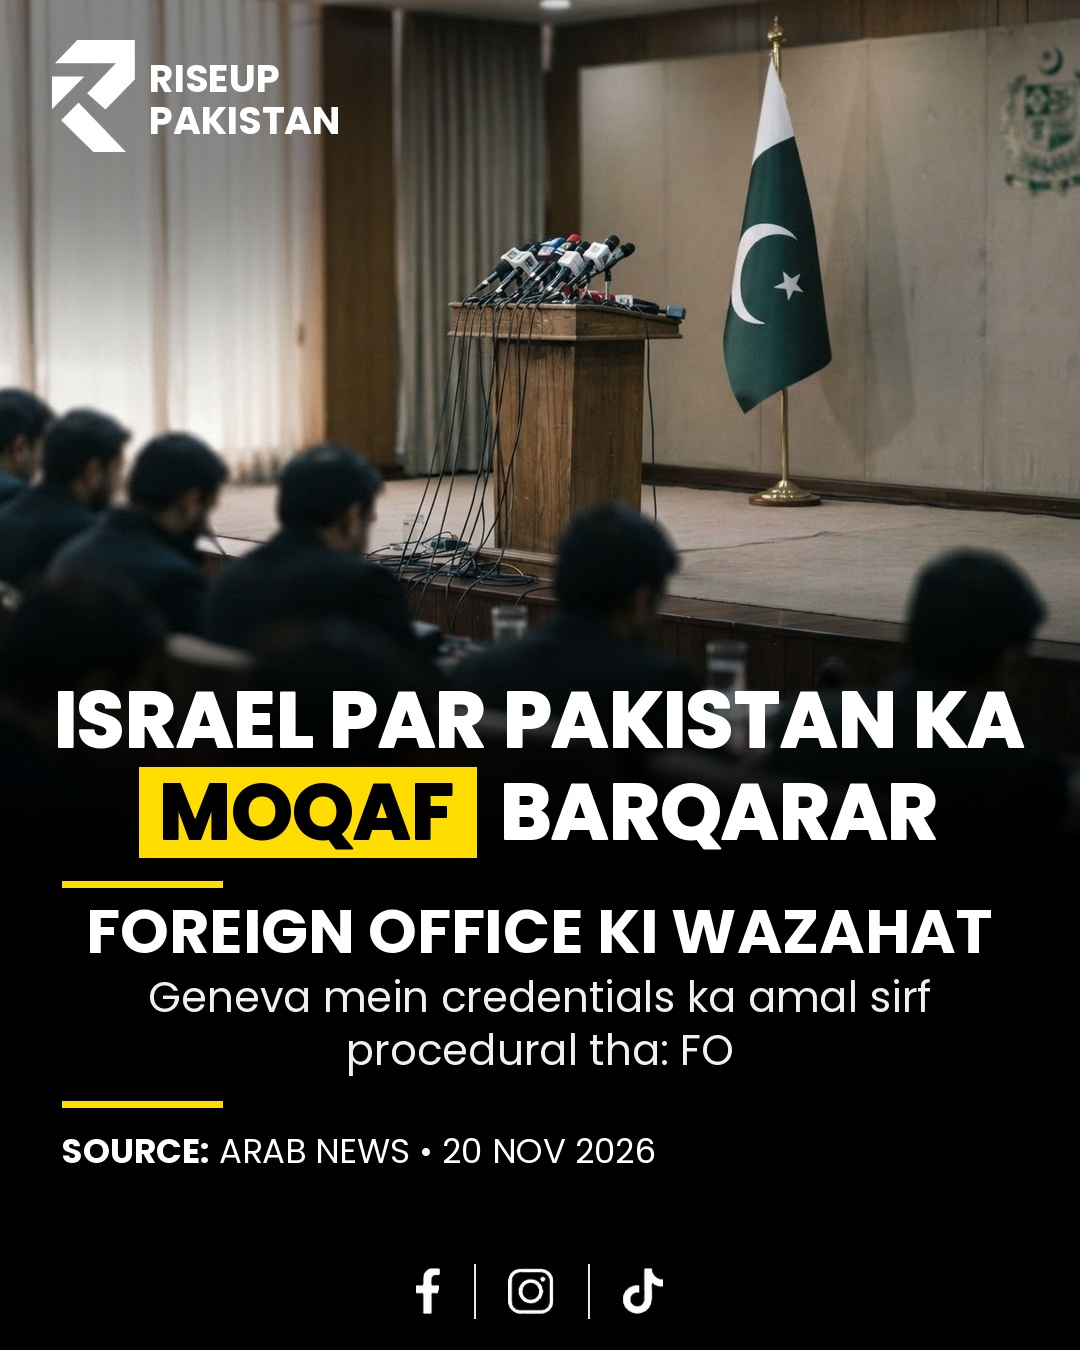 RISEUP
PAKISTAN
ISRAEL PAR PAKISTAN KA
MOQAF BARQARAR
FOREIGN OFFICE KI WAZAHAT
Geneva mein credentials ka amal sirf
procedural tha: FO
SOURCE: ARAB NEWS • 20 NOV 2026